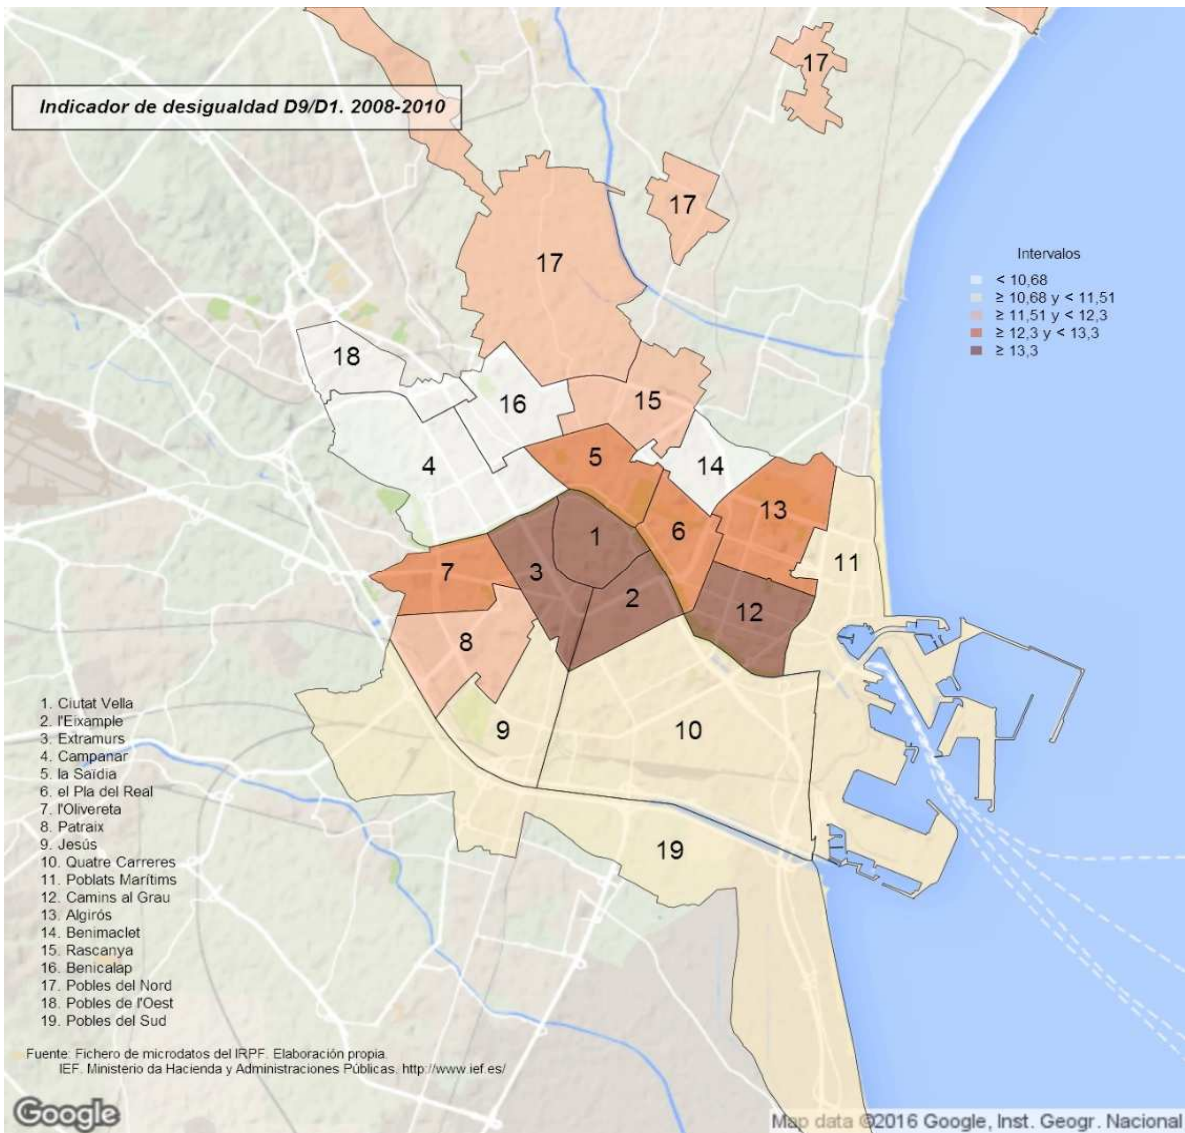 Indicador de desigualdad D9/D1. 2008-2010
17
17
17
Intervalos
< 10,68
≥ 10,68 y < 11,51
≥ 11,51 y < 12,3
≥ 12,3 y < 13,3
≥ 13,3
18
16
15
4
5
14
13
6
1
11
7
3
2
12
8
9
10
19
1. Ciutat Vella
2. l'Eixample
3. Extramurs
4. Campanar
5. la Saïdia
6. el Pla del Real
7. l'Olivereta
8. Patraix
9. Jesús
10. Quatre Carreres
11. Poblats Marítims
12. Camins al Grau
13. Algirós
14. Benimaclet
15. Rascanya
16. Benicalap
17. Pobles del Nord
18. Pobles de l'Oest
19. Pobles del Sud
Fuente: Fichero de microdatos del IRPF. Elaboración propia.
IEF. Ministerio da Hacienda y Administraciones Públicas. http://www.ief.es/
Google
Map data ©2016 Google, Inst. Geogr. Nacional